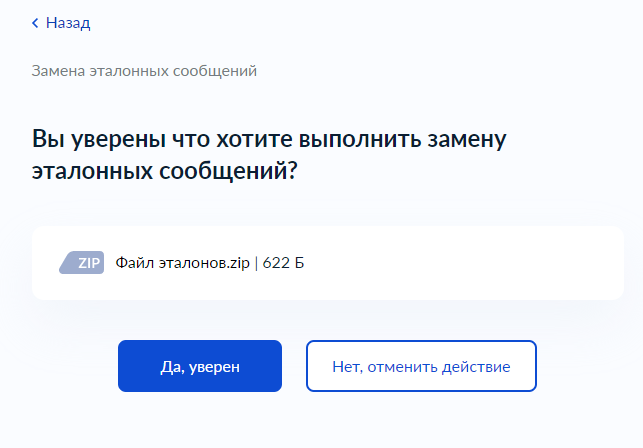 Назад
Замена эталонных сообщений
Вы уверены что хотите выполнить замену
эталонных сообщений?
ZIP Файл эталонов.zip | 622 Б
Да, уверен
Нет, отменить действие